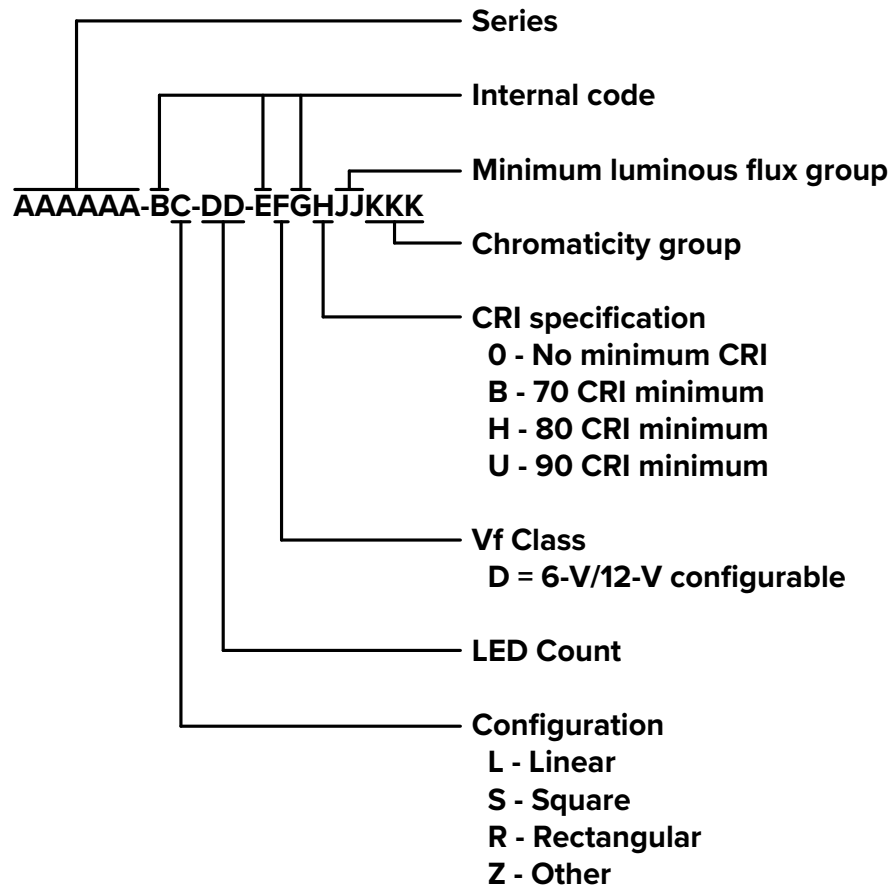 Series
Internal code
Minimum luminous flux group
AAAAAA-BC-DD-EFGHJJKKK
Chromaticity group
CRI specification
0 - No minimum CRI
B - 70 CRI minimum
H - 80 CRI minimum
U - 90 CRI minimum
Vf Class
D = 6-V/12-V configurable
LED Count
Configuration
L - Linear
S - Square
R - Rectangular
Z - Other